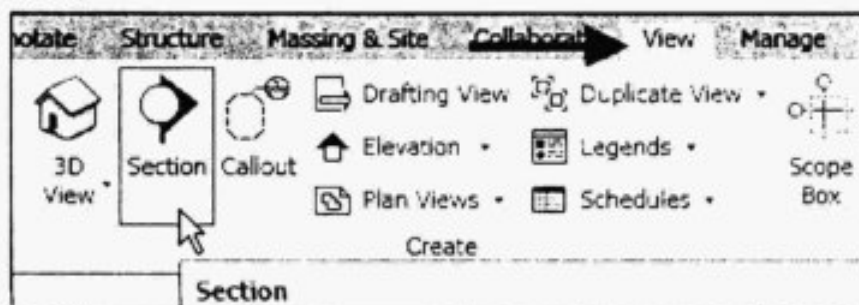 Structure Massing & Site View Manage
3D View Section Callout Drafting View Duplicate View Scope Box
Elevation Legends
Plan Views Schedules
Create
Section